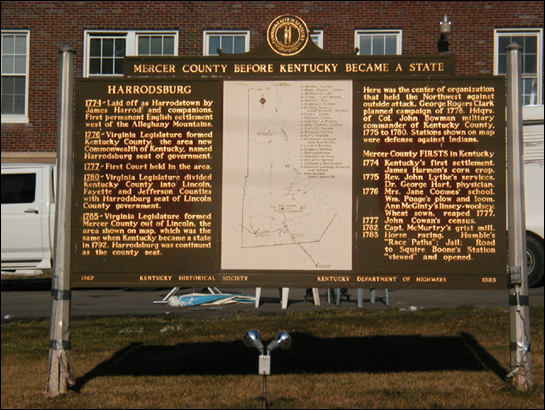 MERCER COUNTY BEFORE KENTUCKY BECAME A STATE
HARRODSBURG
1774-Laid off as Harrodstown by
James Harrod and companions.
First permanent English settlement
west of the Alleghany Mountains.
1776-Virginia Legislature formed
Kentucky County, the area now
Commonwealth of Kentucky, named
Harrodsburg seat of government.
1777-First Court held in the area.
1780-Virginia Legislature divided
Kentucky County into Lincoln,
Fayette and Jefferson Counties
with Harrodsburg seat of Lincoln
County government.
1785-Virginia Legislature formed
Mercer County out of Lincoln, the
area shown on map, which was the
same when Kentucky became a state
in 1792. Harrodsburg was continued
as the county seat.
Here was the center of organization
that held the Northwest against
outside attack. George Rogers Clark
planned campaign of 1778. Hdqrs.
of Col. John Bowman military
commander of Kentucky County,
1775 to 1780. Stations shown on map
were defense against Indians.
Mercer County FIRSTS in Kentucky
1774 Kentucky's first settlement.
James Harmon's corn crop.
1775 Rev. John Lythe's services.
Dr. George Hart, physician.
1776 Mrs. Jane Coomes' school.
Wm. Poage's plow and loom.
Ann McGinty's linsey-woolsey.
Wheat sown, reaped 1777.
1777 John Cowan's census.
1782 Capt. McMurtry's grist mill.
1783 Horse racing, Humble's
"Race Paths"; Jail; Road
to Squire Boone's Station
"viewed" and opened.
1967 KENTUCKY HISTORICAL SOCIETY KENTUCKY DEPARTMENT OF HIGHWAYS 1083